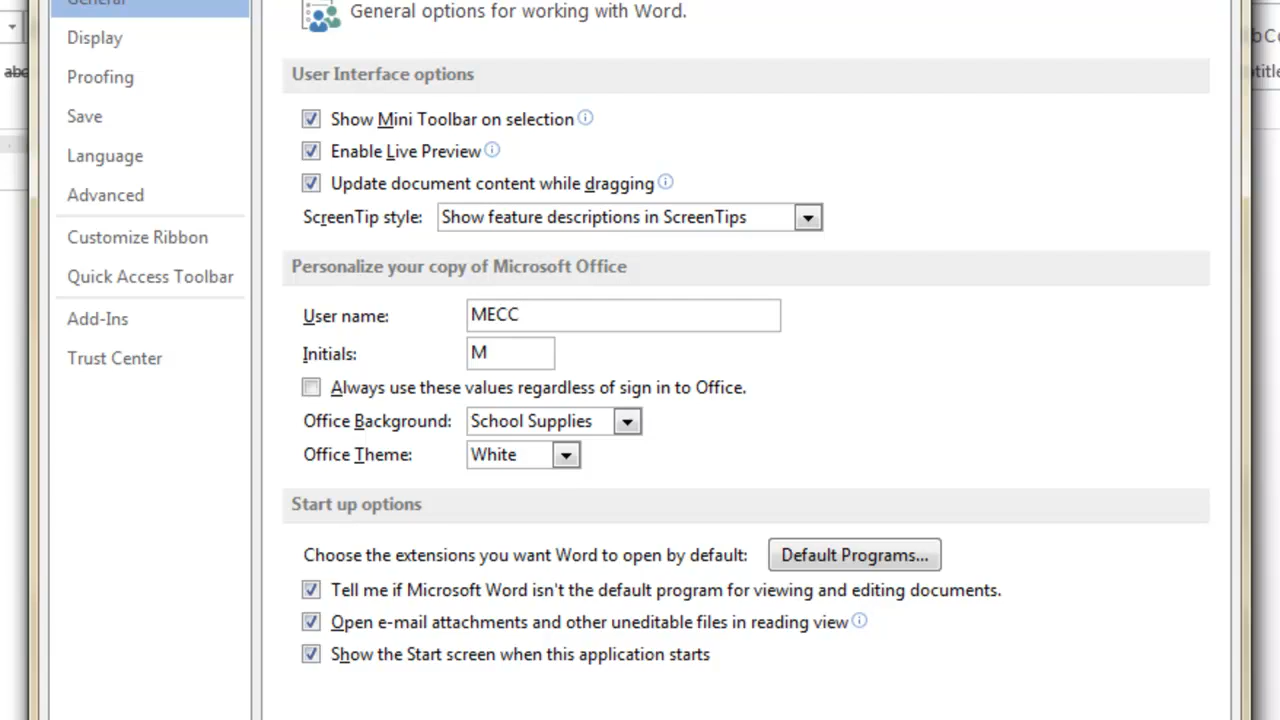 General
General options for working with Word.
Display
Proofing
Save
Language
Advanced
Customize Ribbon
Quick Access Toolbar
Add-Ins
Trust Center
User Interface options
Show Mini Toolbar on selection
Enable Live Preview
Update document content while dragging
ScreenTip style: Show feature descriptions in ScreenTips
Personalize your copy of Microsoft Office
User name: MECC
Initials: M
Always use these values regardless of sign in to Office.
Office Background: School Supplies
Office Theme: White
Start up options
Choose the extensions you want Word to open by default: Default Programs...
Tell me if Microsoft Word isn't the default program for viewing and editing documents.
Open e-mail attachments and other uneditable files in reading view
Show the Start screen when this application starts
abc